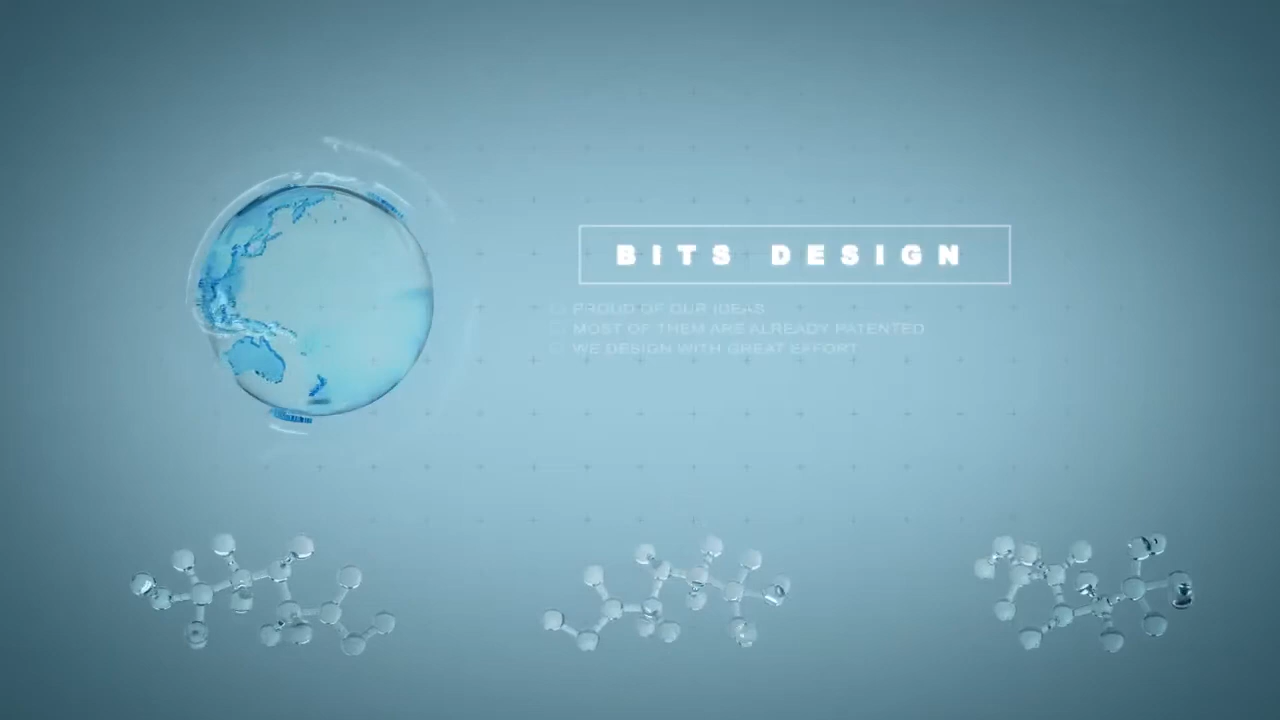 BITS DESIGN
PROUD OF OUR IDEAS
MOST OF THEM ARE ALREADY PATENTED
WE DESIGN WITH GREAT EFFORT